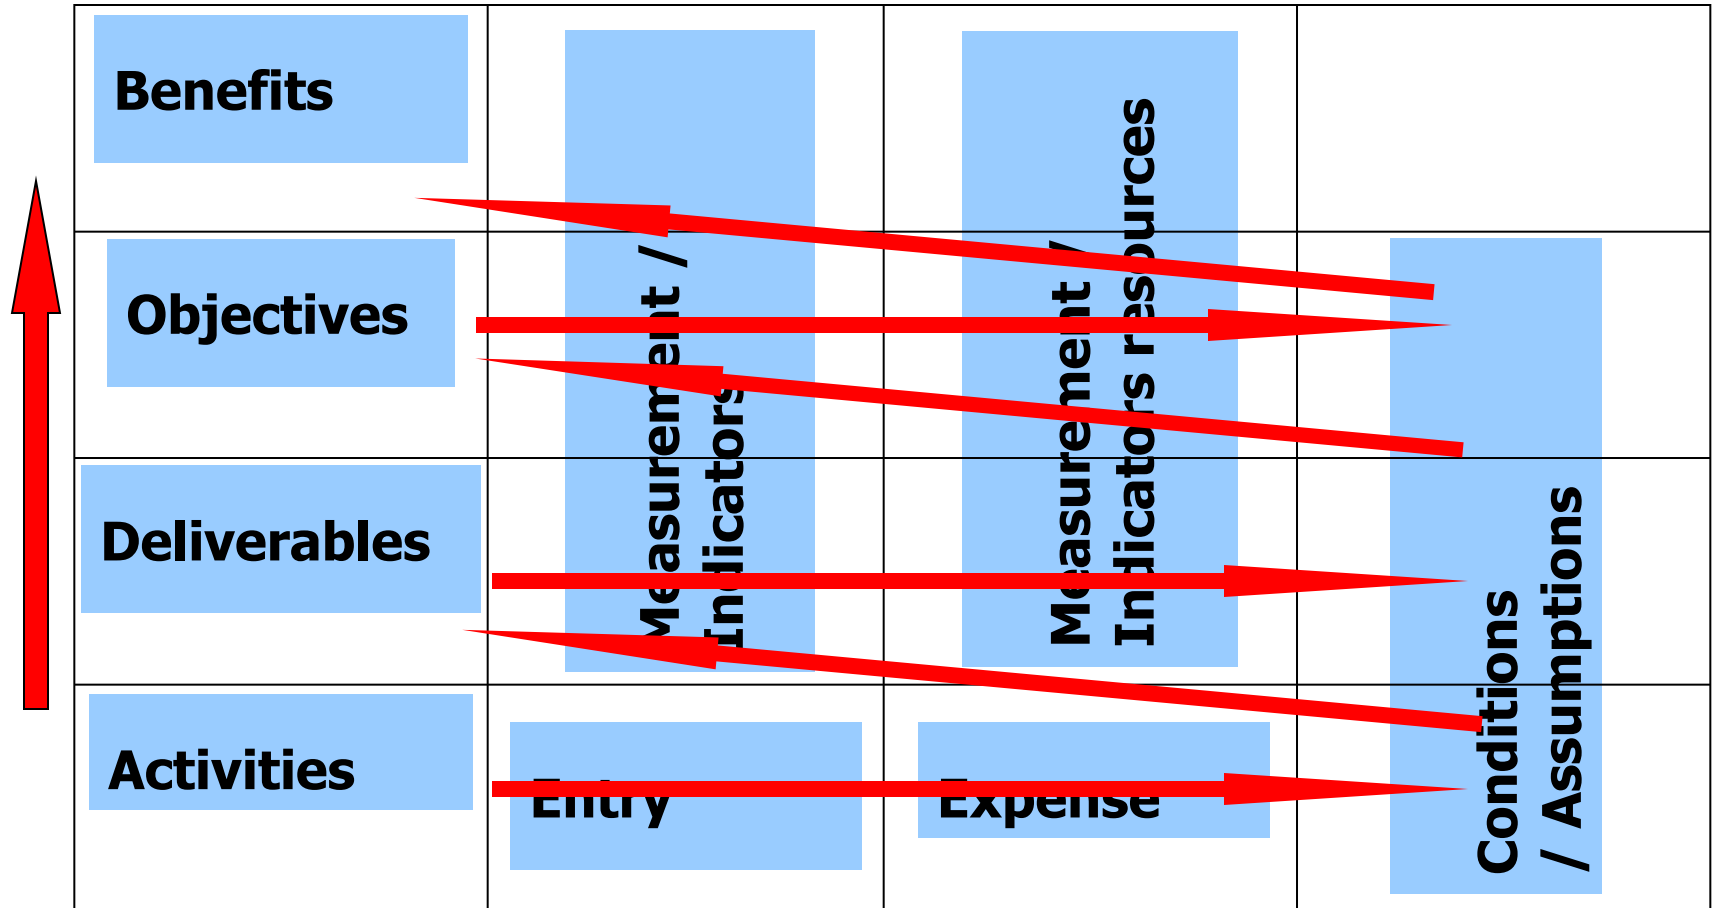 Benefits
Measurement /
Indicators
Measurement /
Indicators resources
Objectives
Deliverables
Conditions
/ Assumptions
Activities
Entry
Expense